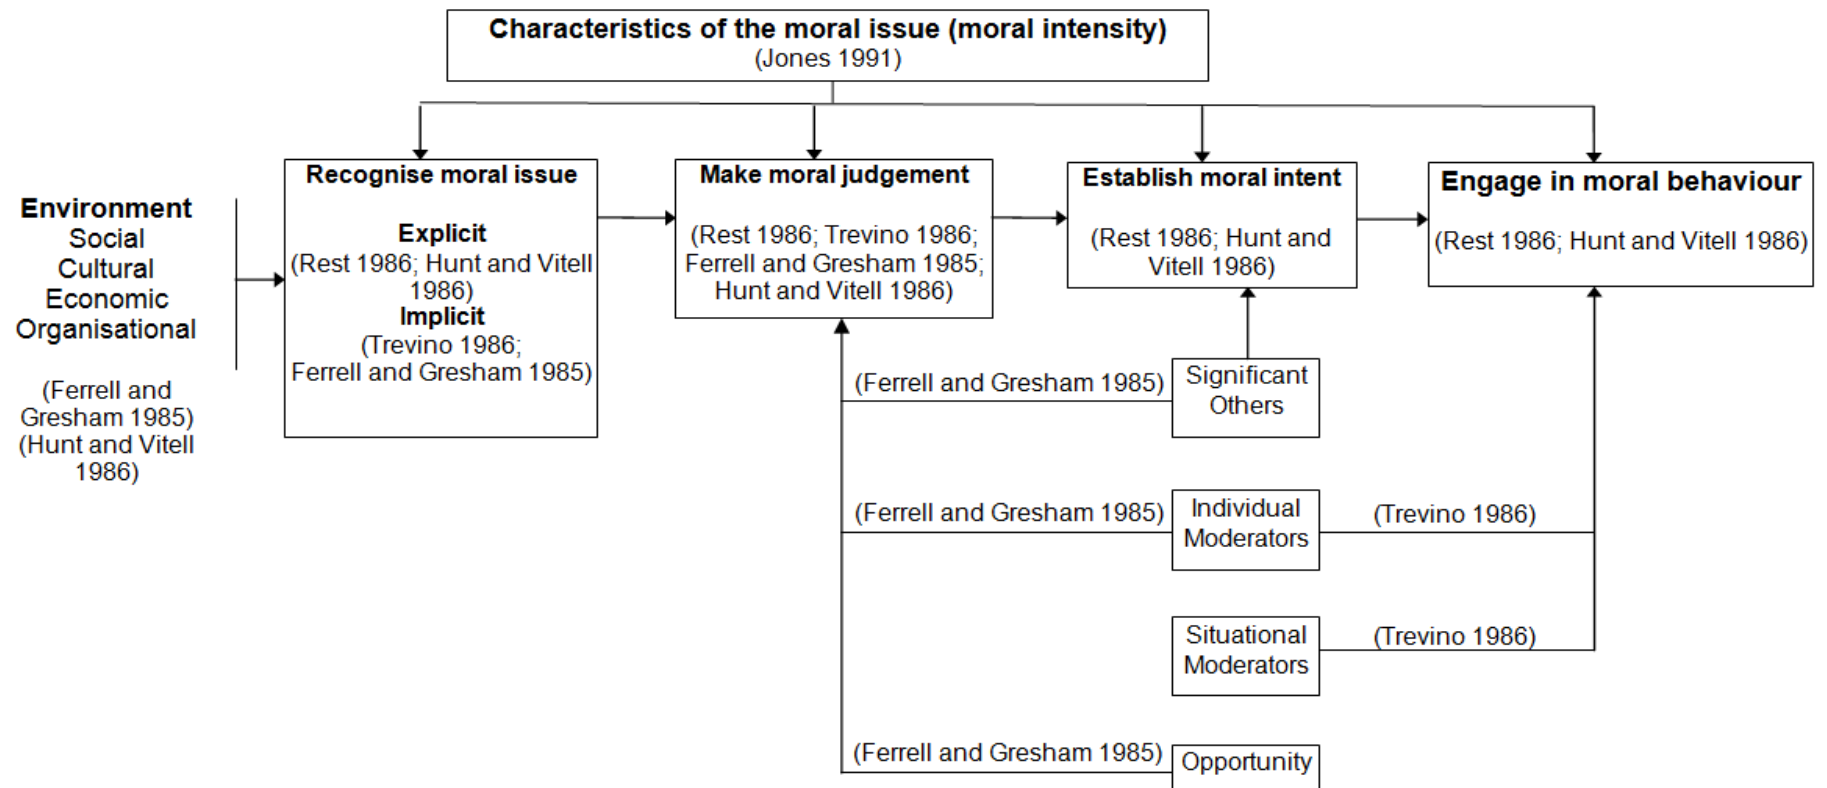 Characteristics of the moral issue (moral intensity)
(Jones 1991)
Environment
Social
Cultural
Economic
Organisational
(Ferrell and
Gresham 1985)
(Hunt and Vitell
1986)
Recognise moral issue
Explicit
(Rest 1986; Hunt and Vitell
1986)
Implicit
(Trevino 1986;
Ferrell and Gresham 1985)
Make moral judgement
(Rest 1986; Trevino 1986;
Ferrell and Gresham 1985;
Hunt and Vitell 1986)
Establish moral intent
(Rest 1986; Hunt and
Vitell 1986)
Engage in moral behaviour
(Rest 1986; Hunt and Vitell 1986)
(Ferrell and Gresham 1985)
Significant
Others
(Ferrell and Gresham 1985)
Individual
Moderators
(Trevino 1986)
Situational
Moderators
(Trevino 1986)
(Ferrell and Gresham 1985)
Opportunity